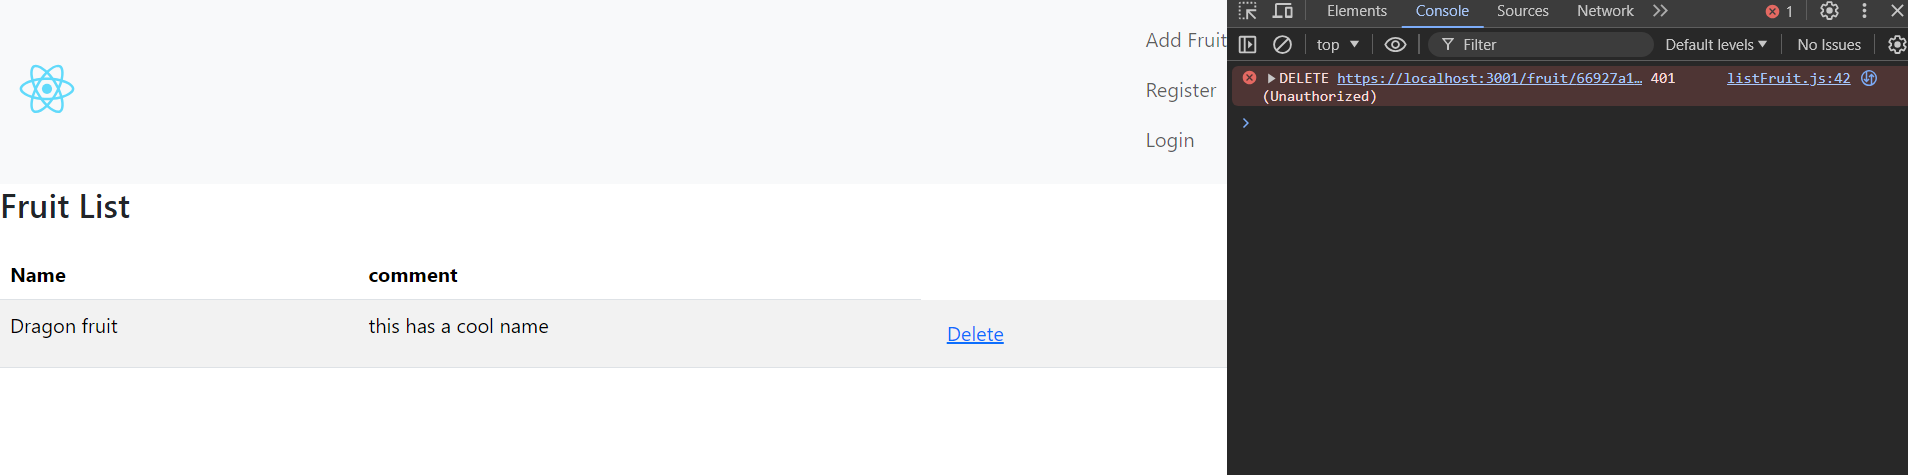 Add Fruit
Register
Login
Fruit List
Name comment
Dragon fruit this has a cool name Delete
Elements Console Sources Network 1
top Filter Default levels No Issues
DELETE https://localhost:3001/fruit/66927a1… 401 listFruit.js:42
(Unauthorized)